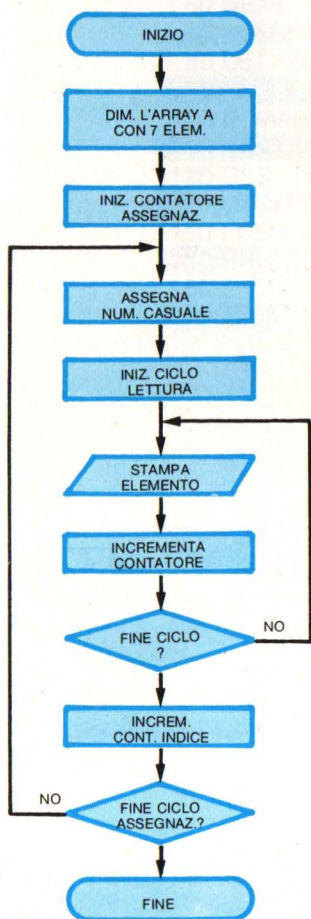 INIZIO
DIM. L'ARRAY A
CON 7 ELEM.
INIZ. CONTATORE
ASSEGNAZ.
ASSEGNA
NUM. CASUALE
INIZ. CICLO
LETTURA
STAMPA
ELEMENTO
INCREMENTA
CONTATORE
FINE CICLO
?
NO
INCREM.
CONT. INDICE
FINE CICLO
ASSEGNAZ.?
NO
FINE